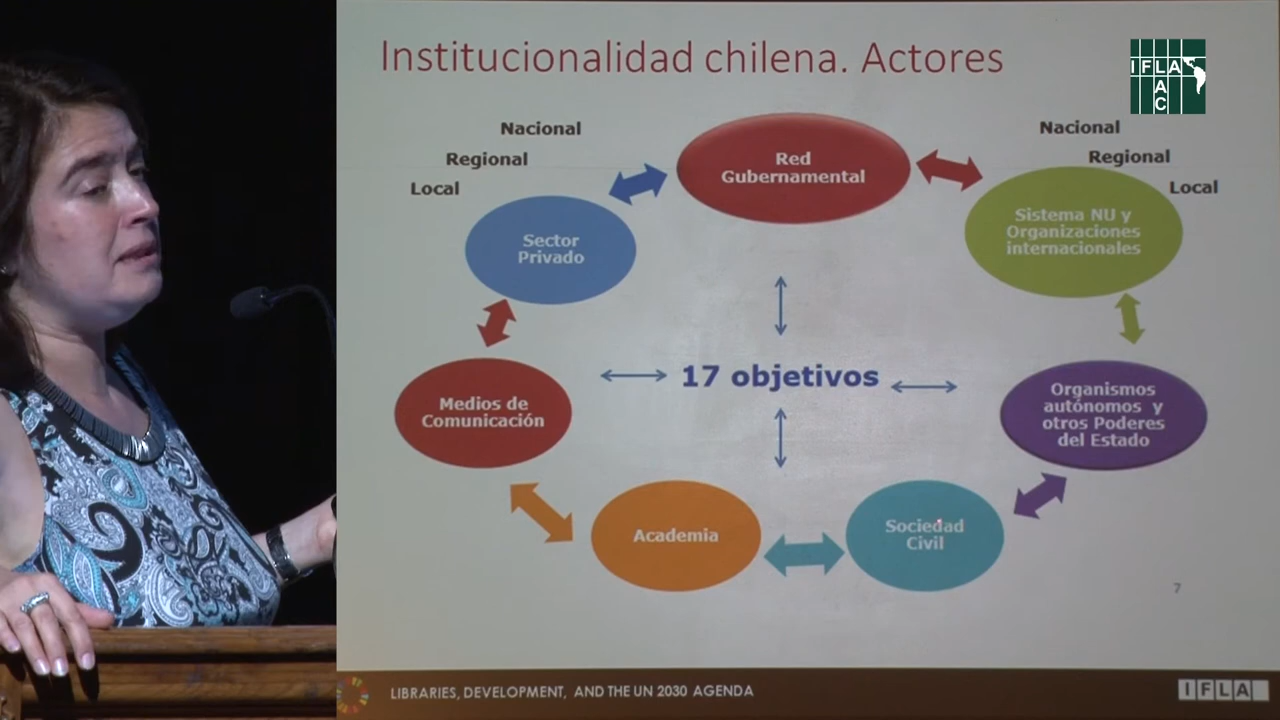 Institucionalidad chilena. Actores
IFLA
LAC
Nacional
Regional
Local
Nacional
Regional
Local
Red
Gubernamental
Sector
Privado
Sistema NU y
Organizaciones
internacionales
17 objetivos
Medios de
Comunicación
Organismos
autónomos y
otros Poderes
del Estado
Academia
Sociedad
Civil
7
LIBRARIES, DEVELOPMENT, AND THE UN 2030 AGENDA
IFLA